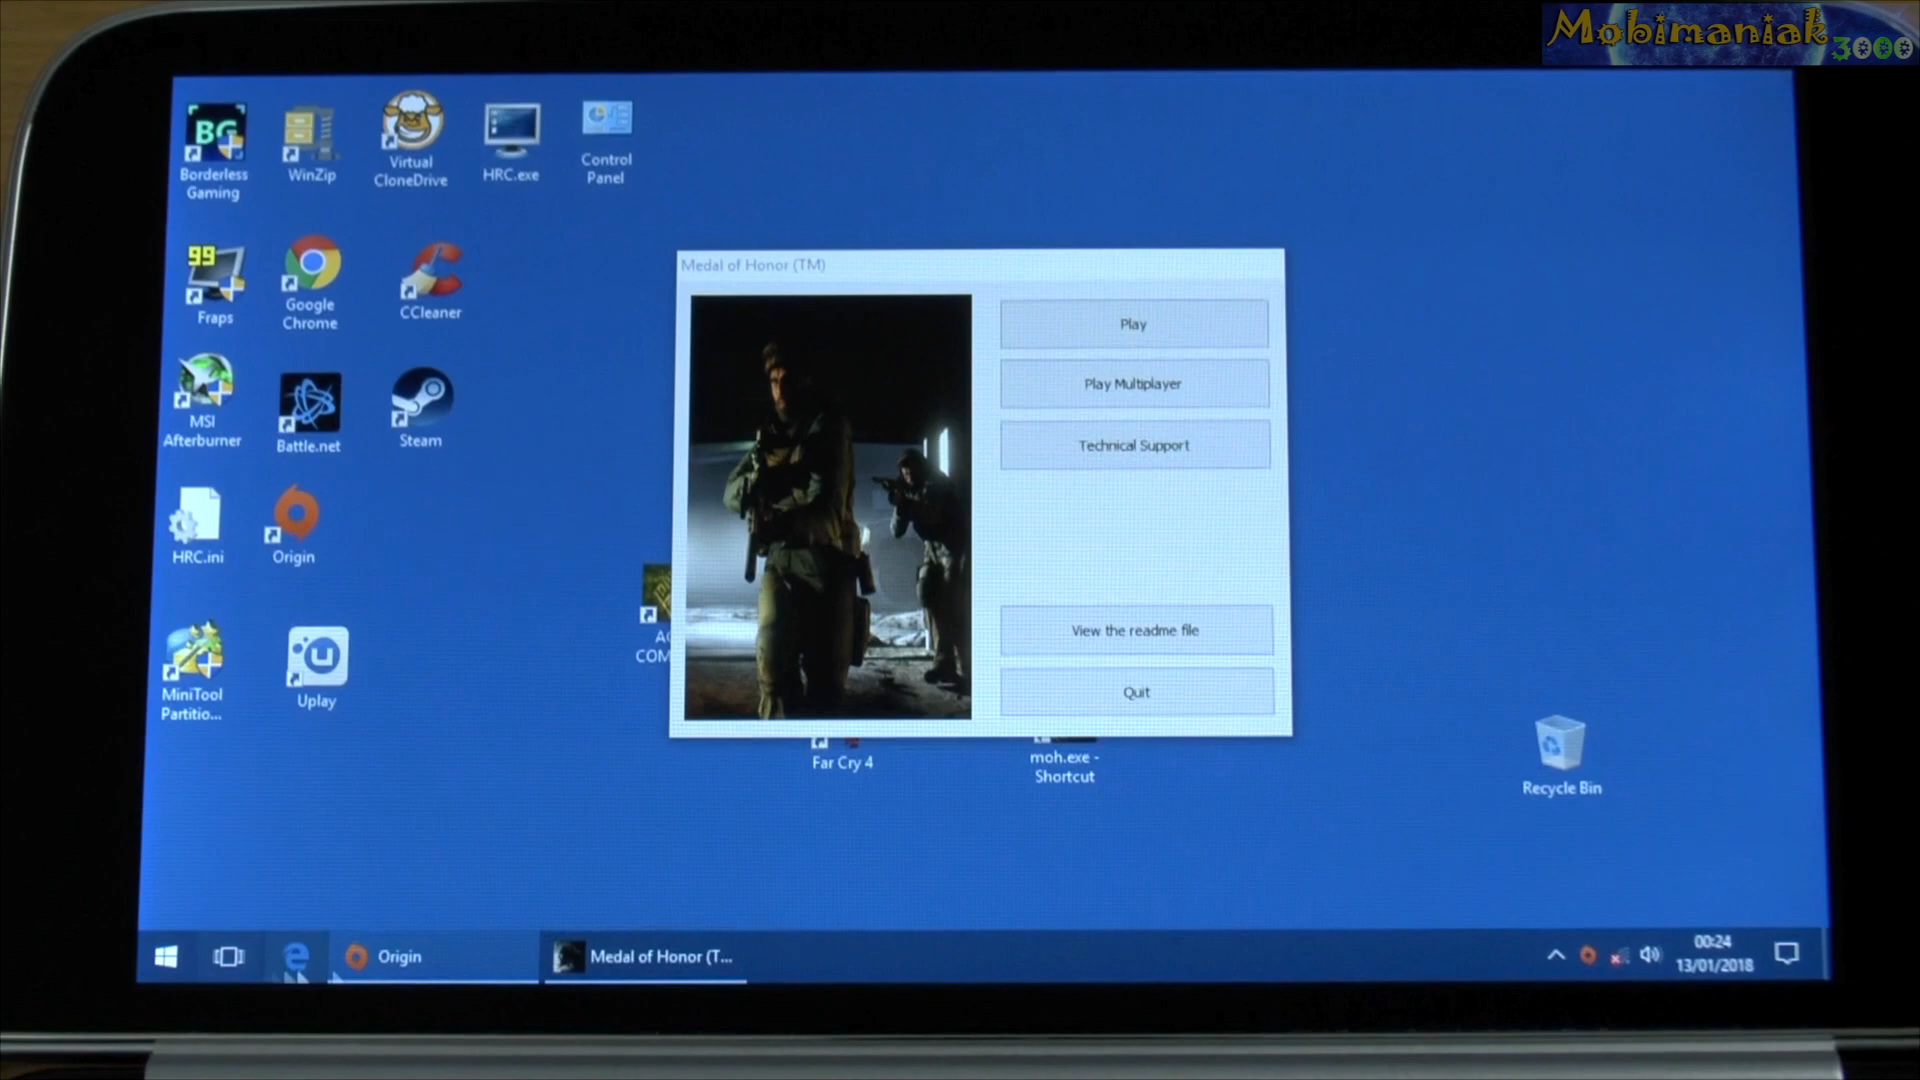 Mobimaniak
3000
BG
Borderless
Gaming
WinZip
Virtual
CloneDrive
HRC.exe
Control
Panel
99
Fraps
Google
Chrome
CCleaner
MSI
Afterburner
Battle.net
Steam
HRC.ini
Origin
MiniTool
Partitio...
Uplay
Medal of Honor (TM)
Play
Play Multiplayer
Technical Support
View the readme file
Quit
COM
Far Cry 4
moh.exe -
Shortcut
Recycle Bin
Origin
Medal of Honor (T...
00:24
13/01/2018